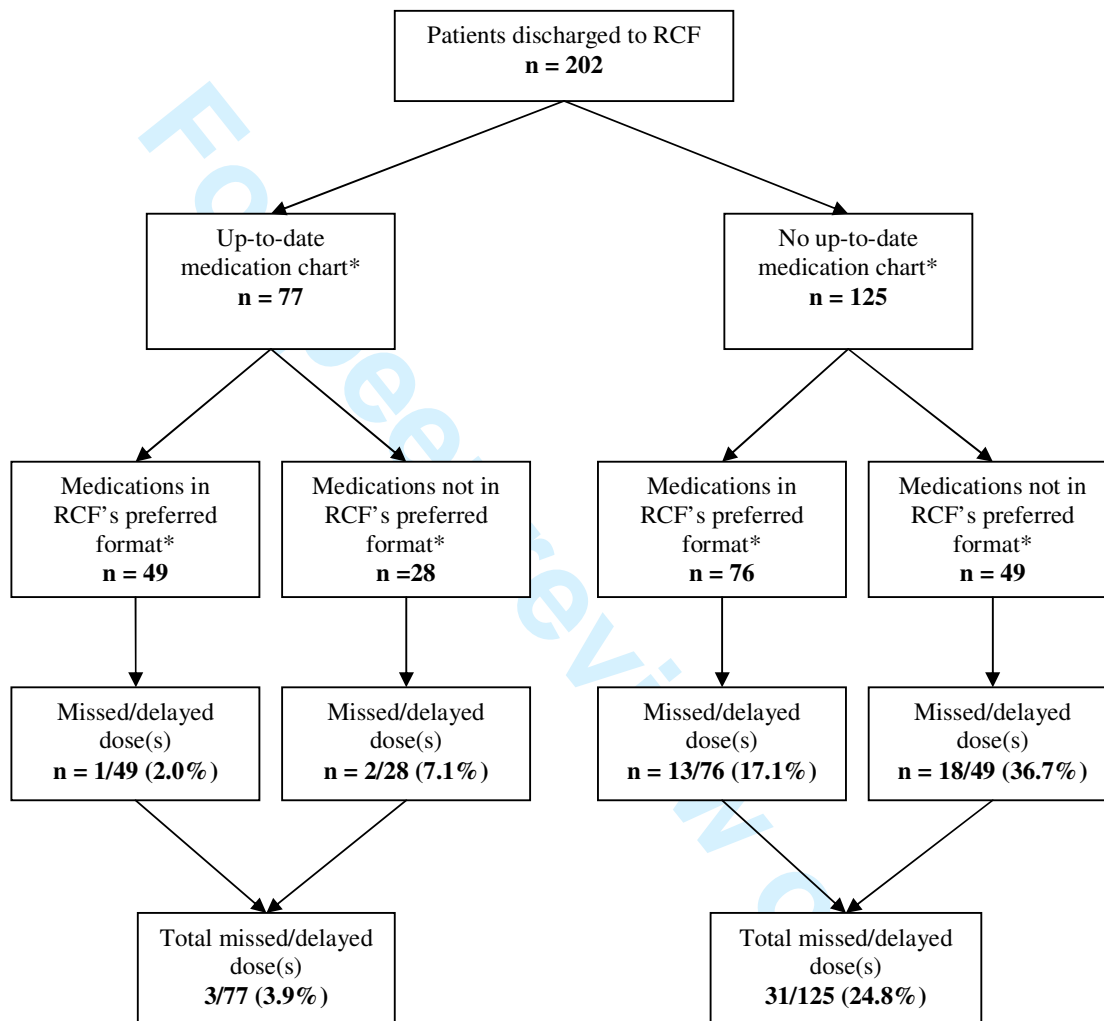 Patients discharged to RCF
n = 202
Up-to-date
medication chart*
n = 77
No up-to-date
medication chart*
n = 125
Medications in
RCF's preferred
format*
n = 49
Medications not in
RCF's preferred
format*
n =28
Medications in
RCF's preferred
format*
n = 76
Medications not in
RCF's preferred
format*
n = 49
Missed/delayed
dose(s)
n = 1/49 (2.0%)
Missed/delayed
dose(s)
n = 2/28 (7.1%)
Missed/delayed
dose(s)
n = 13/76 (17.1%)
Missed/delayed
dose(s)
n = 18/49 (36.7%)
Total missed/delayed
dose(s)
3/77 (3.9%)
Total missed/delayed
dose(s)
31/125 (24.8%)